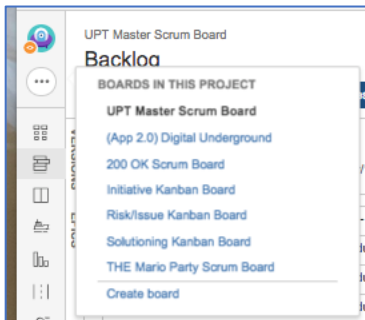 UPT Master Scrum Board
Backlog
BOARDS IN THIS PROJECT
UPT Master Scrum Board
(App 2.0) Digital Underground
200 OK Scrum Board
Initiative Kanban Board
Risk/Issue Kanban Board
Solutioning Kanban Board
THE Mario Party Scrum Board
Create board
VERSIONS